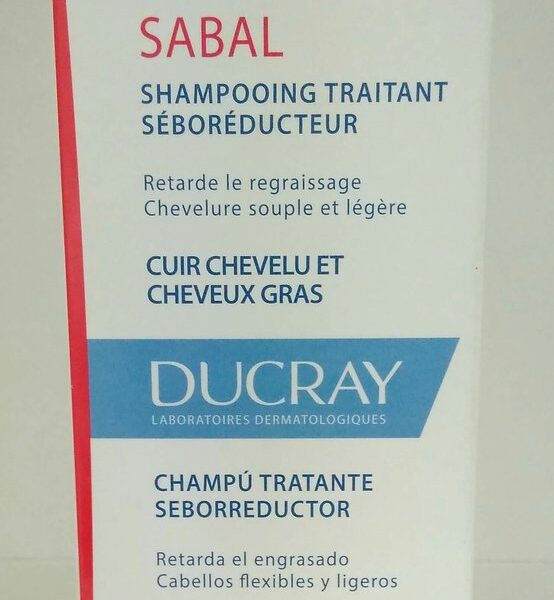 SABAL
SHAMPOOING TRAITANT
SÉBORÉDUCTEUR
Retarde le regraissage
Chevelure souple et légère
CUIR CHEVELU ET
CHEVEUX GRAS
DUCRAY
LABORATOIRES DERMATOLOGIQUES
CHAMPÚ TRATANTE
SEBORREDUCTOR
Retarda el engrasado
Cabellos flexibles y ligeros